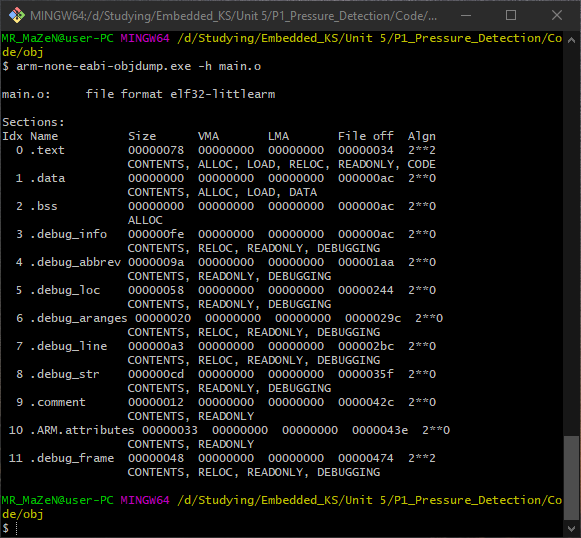 MINGW64:/d/Studying/Embedded_KS/Unit 5/P1_Pressure_Detection/Code/...
MR_MaZeN@user-PC MINGW64 /d/Studying/Embedded_KS/Unit 5/P1_Pressure_Detection/Co
de/obj
$ arm-none-eabi-objdump.exe -h main.o
main.o:     file format elf32-littlearm
Sections:
Idx Name          Size      VMA       LMA       File off  Algn
  0 .text         00000078  00000000  00000000  00000034  2**2
                  CONTENTS, ALLOC, LOAD, RELOC, READONLY, CODE
  1 .data         00000000  00000000  00000000  000000ac  2**0
                  CONTENTS, ALLOC, LOAD, DATA
  2 .bss          00000000  00000000  00000000  000000ac  2**0
                  ALLOC
  3 .debug_info   000000fe  00000000  00000000  000000ac  2**0
                  CONTENTS, RELOC, READONLY, DEBUGGING
  4 .debug_abbrev 0000009a  00000000  00000000  000001aa  2**0
                  CONTENTS, READONLY, DEBUGGING
  5 .debug_loc    00000058  00000000  00000000  00000244  2**0
                  CONTENTS, READONLY, DEBUGGING
  6 .debug_aranges 00000020  00000000  00000000  0000029c  2**0
                  CONTENTS, RELOC, READONLY, DEBUGGING
  7 .debug_line   000000a3  00000000  00000000  000002bc  2**0
                  CONTENTS, RELOC, READONLY, DEBUGGING
  8 .debug_str    000000cd  00000000  00000000  0000035f  2**0
                  CONTENTS, READONLY, DEBUGGING
  9 .comment      00000012  00000000  00000000  0000042c  2**0
                  CONTENTS, READONLY
 10 .ARM.attributes 00000033  00000000  00000000  0000043e  2**0
                  CONTENTS, READONLY
 11 .debug_frame  00000048  00000000  00000000  00000474  2**2
                  CONTENTS, RELOC, READONLY, DEBUGGING
MR_MaZeN@user-PC MINGW64 /d/Studying/Embedded_KS/Unit 5/P1_Pressure_Detection/Co
de/obj
$